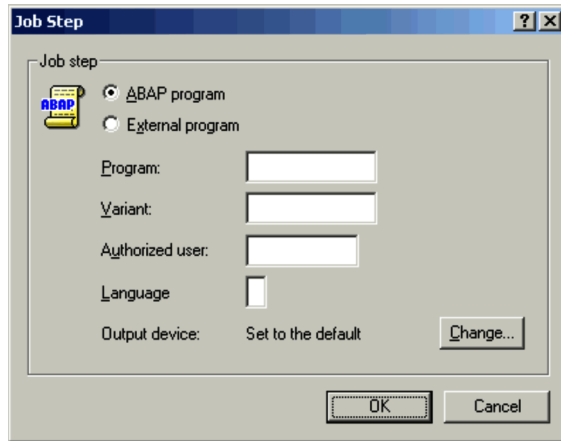 Job Step
Job step
ABAP
ABAP program
External program
Program:
Variant:
Authorized user:
Language
Output device: Set to the default Change...
OK Cancel